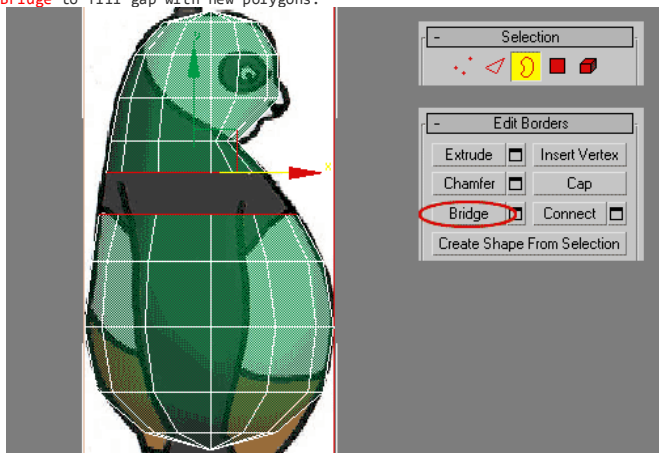 Bridge to fill gap with new polygons.
- Selection
- Edit Borders
Extrude Insert Vertex
Chamfer Cap
Bridge Connect
Create Shape From Selection
x